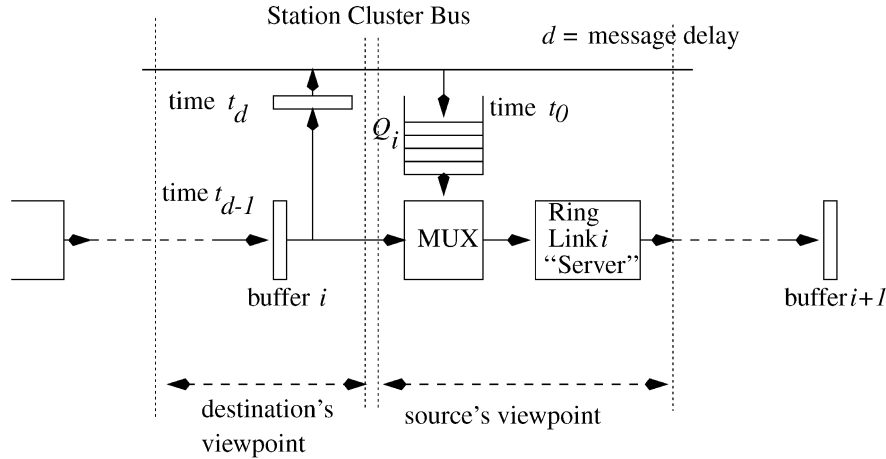 Station Cluster Bus
d = message delay
time t_d
time t_0
Q_i
time t_{d-1}
MUX
Ring
Link i
“Server”
buffer i
buffer i+1
destination's
viewpoint
source's viewpoint